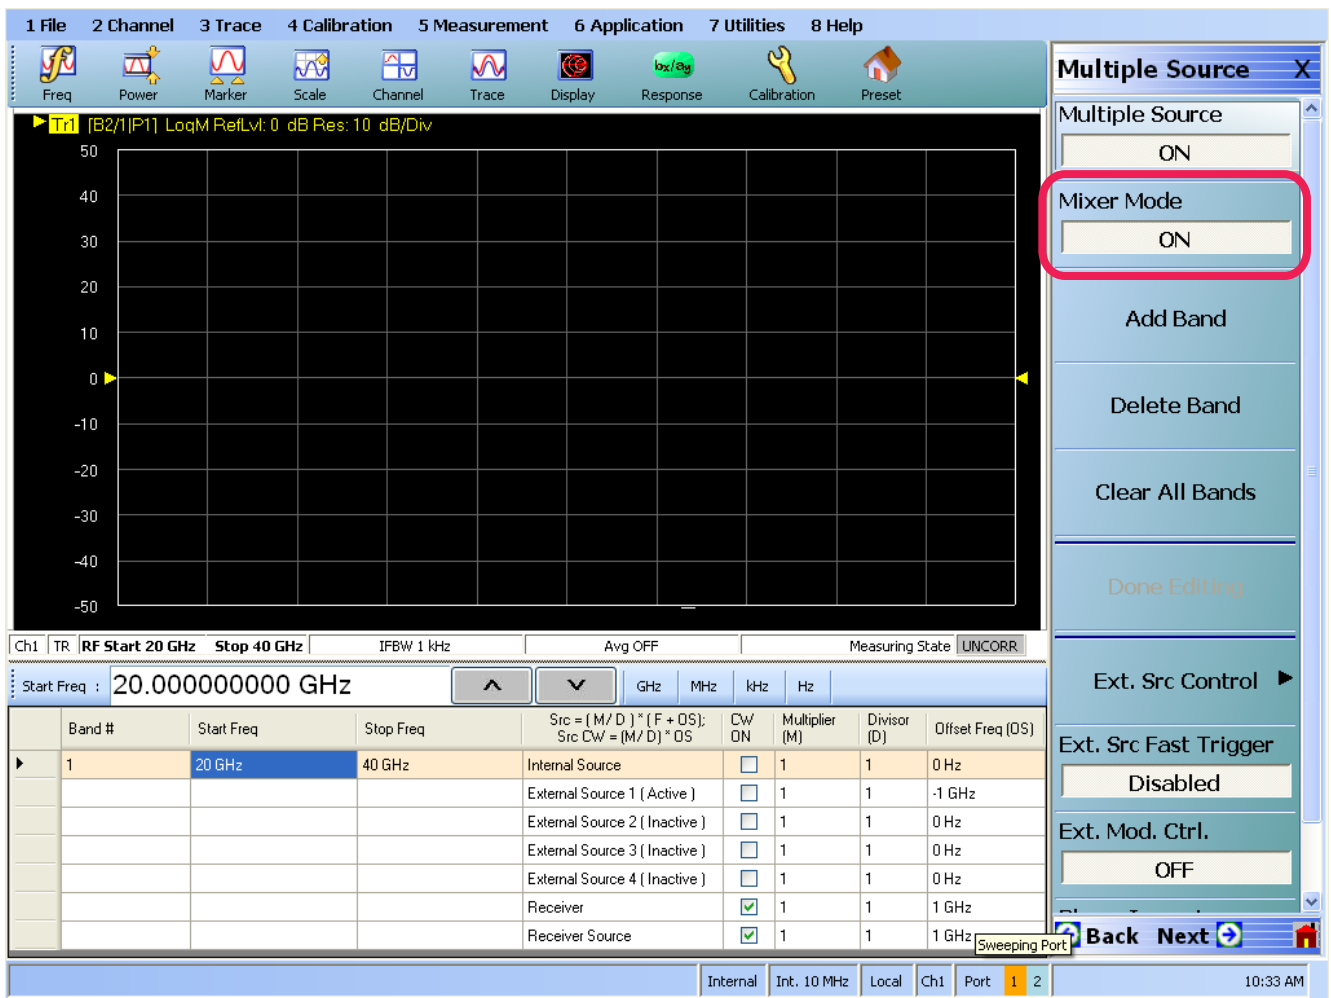 1 File 2 Channel 3 Trace 4 Calibration 5 Measurement 6 Application 7 Utilities 8 Help
Freq Power Marker Scale Channel Trace Display bx/ay Response Calibration Preset
Tr1 [B2/1|P1] LogM RefLvl: 0 dB Res: 10 dB/Div
50
40
30
20
10
0
-10
-20
-30
-40
-50
Ch1 TR RF Start 20 GHz Stop 40 GHz IFBW 1 kHz Avg OFF Measuring State UNCORR
Start Freq : 20.000000000 GHz GHz MHz kHz Hz
Band # Start Freq Stop Freq Src = ( M / D ) * ( F + OS); CW Multiplier Divisor Offset Freq (OS)
Src CW = (M / D) * OS ON (M) (D)
1 20 GHz 40 GHz Internal Source 1 1 0 Hz
External Source 1 ( Active ) 1 1 -1 GHz
External Source 2 ( Inactive ) 1 1 0 Hz
External Source 3 ( Inactive ) 1 1 0 Hz
External Source 4 ( Inactive ) 1 1 0 Hz
Receiver 1 1 1 GHz
Receiver Source 1 1 1 GHz
Sweeping Port
Multiple Source X
Multiple Source
ON
Mixer Mode
ON
Add Band
Delete Band
Clear All Bands
Done Editing
Ext. Src Control
Ext. Src Fast Trigger
Disabled
Ext. Mod. Ctrl.
OFF
Back Next
Internal Int. 10 MHz Local Ch1 Port 1 2 10:33 AM